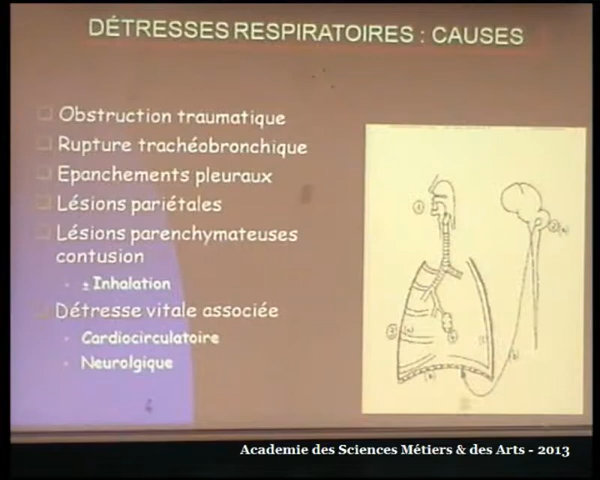 DÉTRESSES RESPIRATOIRES : CAUSES
Obstruction traumatique
Rupture trachéobronchique
Epanchements pleuraux
Lésions pariétales
Lésions parenchymateuses
contusion
± Inhalation
Détresse vitale associée
Cardiocirculatoire
Neurolgique
Academie des Sciences Métiers & des Arts - 2013